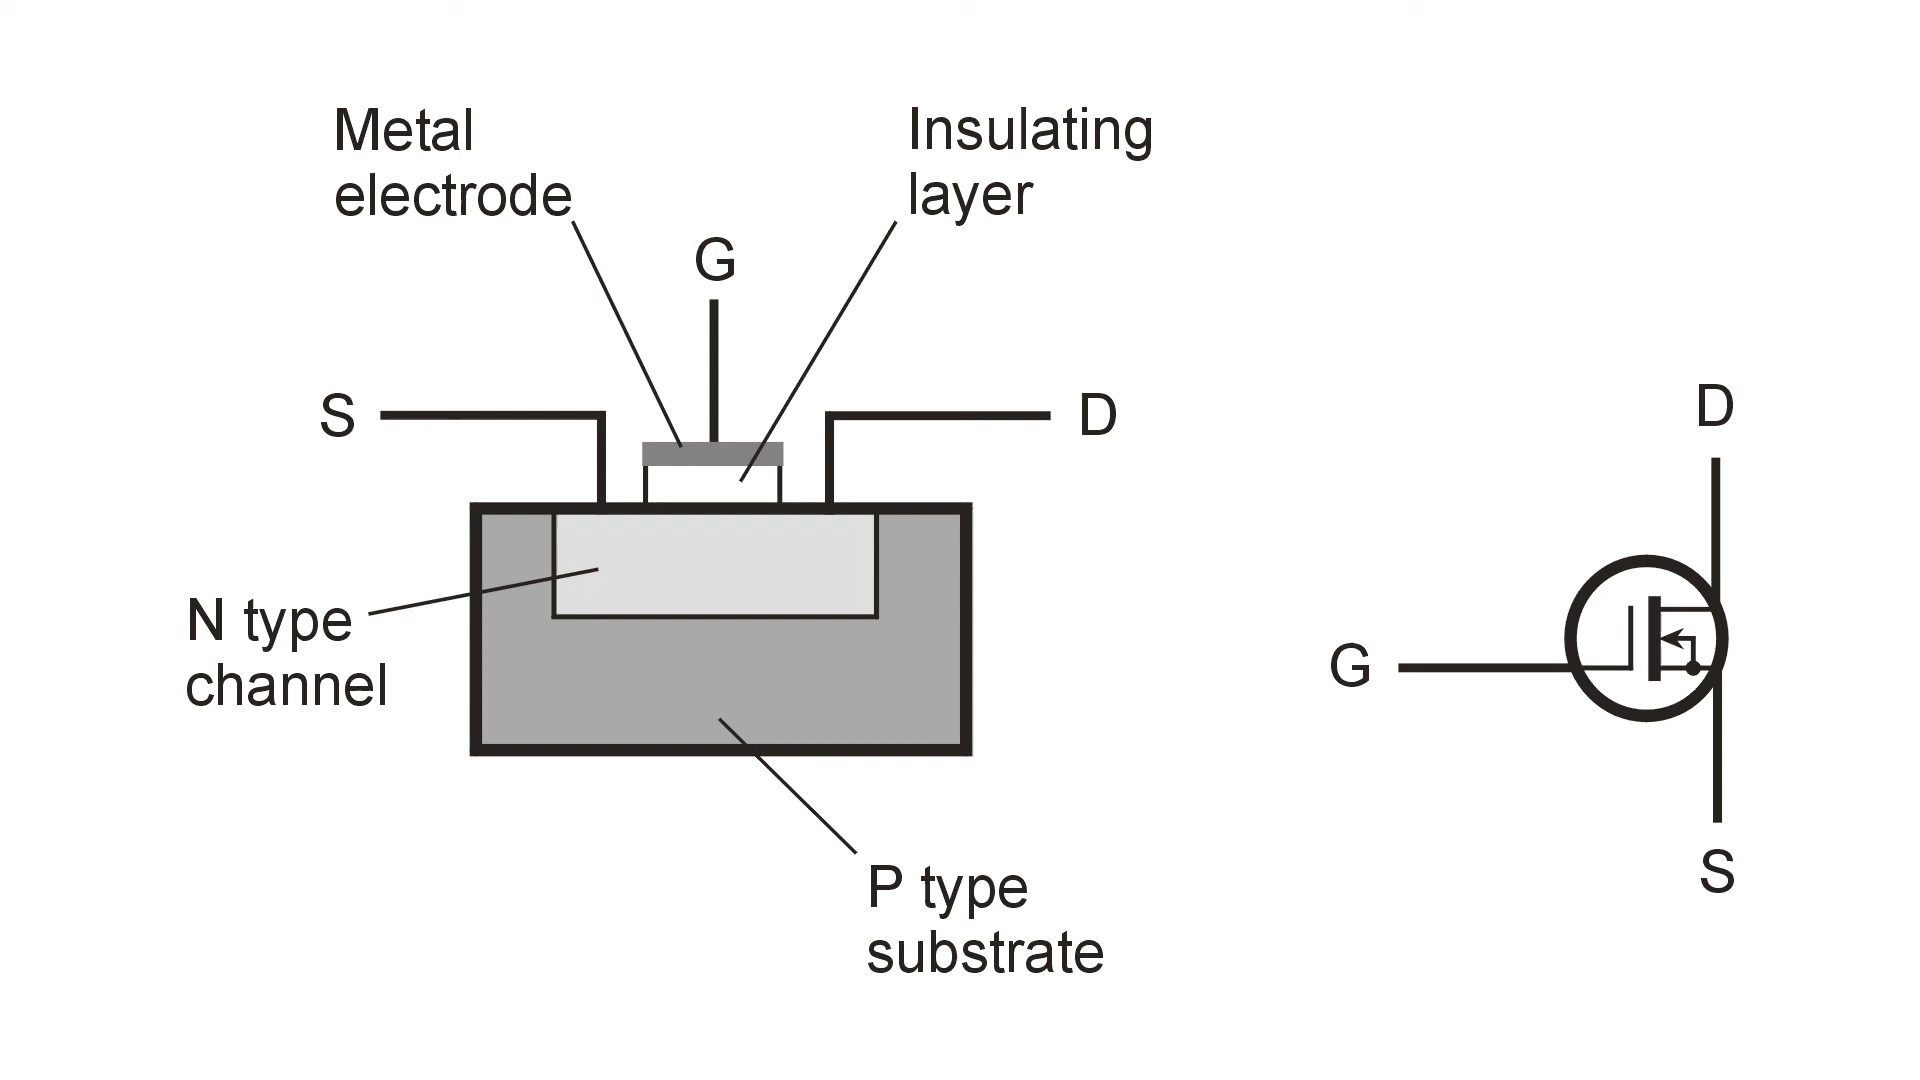 Metal
electrode
Insulating
layer
G
S
D
N type
channel
P type
substrate
D
G
S